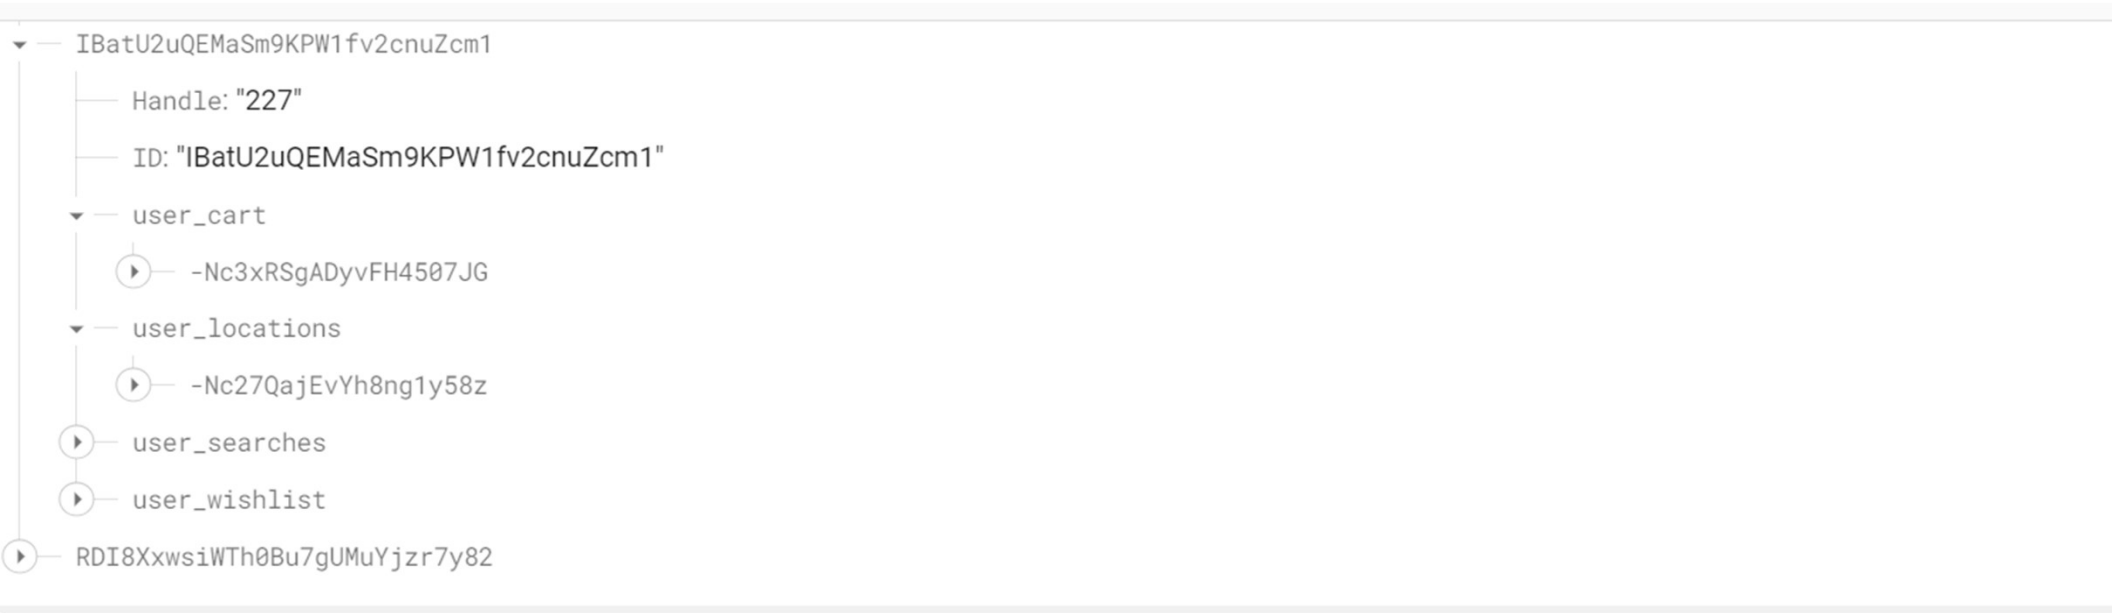 IBatU2uQEMaSm9KPW1fv2cnuZcm1
Handle: "227"
ID: "IBatU2uQEMaSm9KPW1fv2cnuZcm1"
user_cart
-Nc3xRSgADyvFH4507JG
user_locations
-Nc27QajEvYh8ng1y58z
user_searches
user_wishlist
RDI8XxwsiWTh0Bu7gUMuYjzr7y82